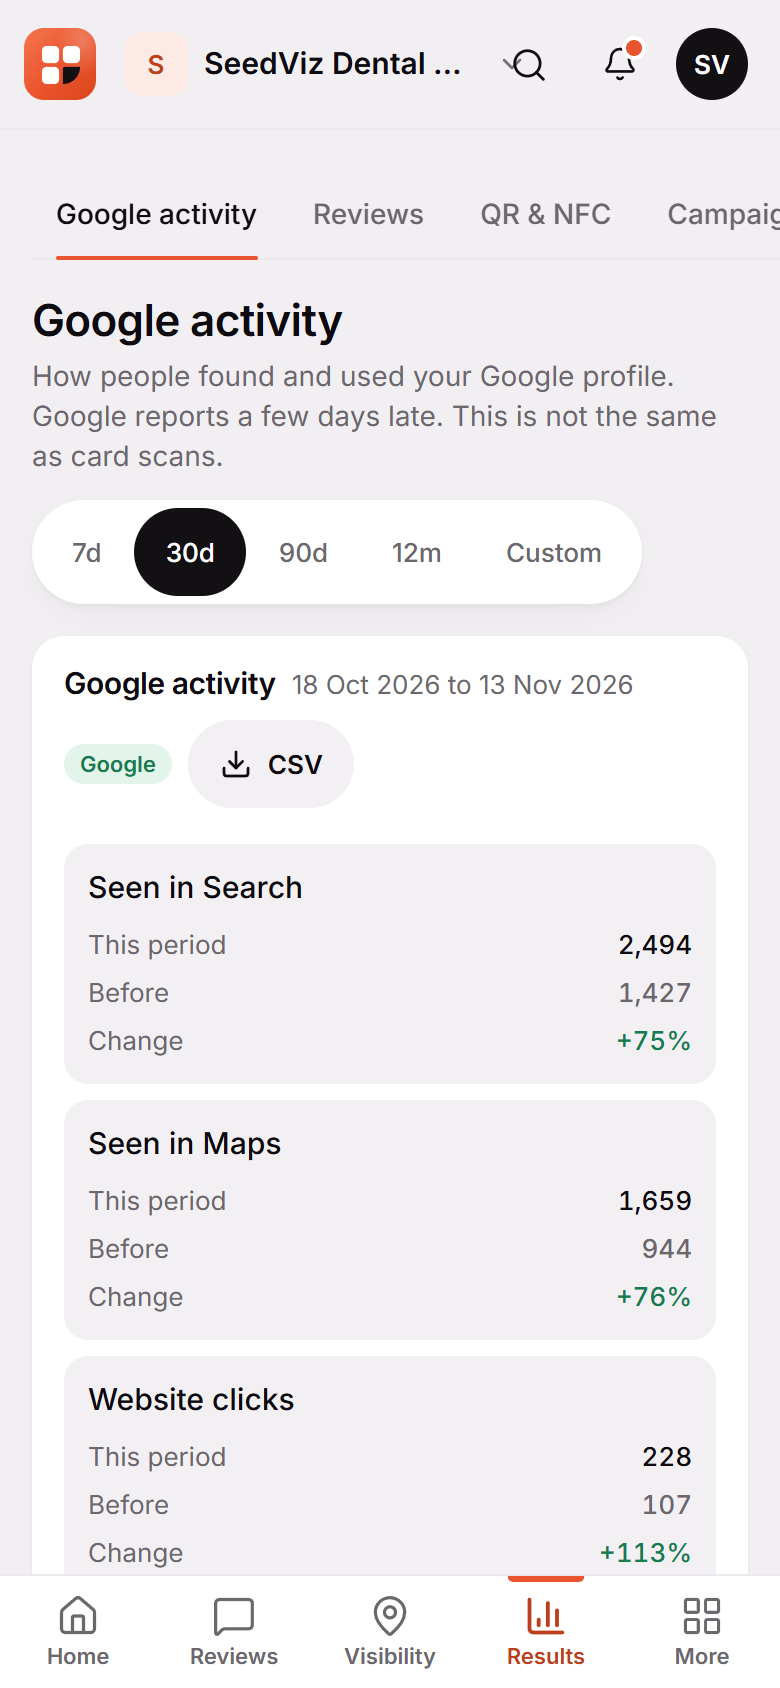 S SeedViz Dental ... SV
Google activity Reviews QR & NFC Campaig
Google activity
How people found and used your Google profile.
Google reports a few days late. This is not the same
as card scans.
7d 30d 90d 12m Custom
Google activity 18 Oct 2026 to 13 Nov 2026
Google CSV
Seen in Search
This period 2,494
Before 1,427
Change +75%
Seen in Maps
This period 1,659
Before 944
Change +76%
Website clicks
This period 228
Before 107
Change +113%
Home Reviews Visibility Results More